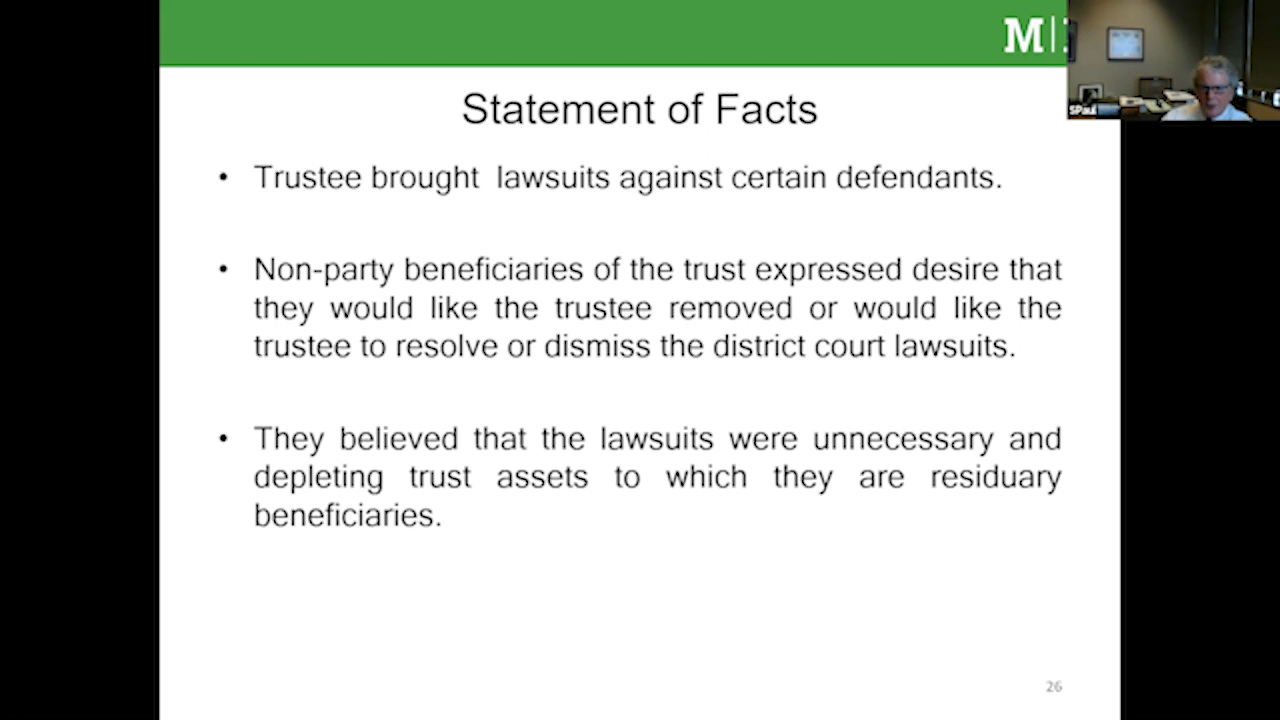 M|
SPaul
Statement of Facts
• Trustee brought  lawsuits against certain defendants.
• Non-party beneficiaries of the trust expressed desire that
they would like the trustee removed or would like the
trustee to resolve or dismiss the district court lawsuits.
• They believed that the lawsuits were unnecessary and
depleting trust assets to which they are residuary
beneficiaries.
26